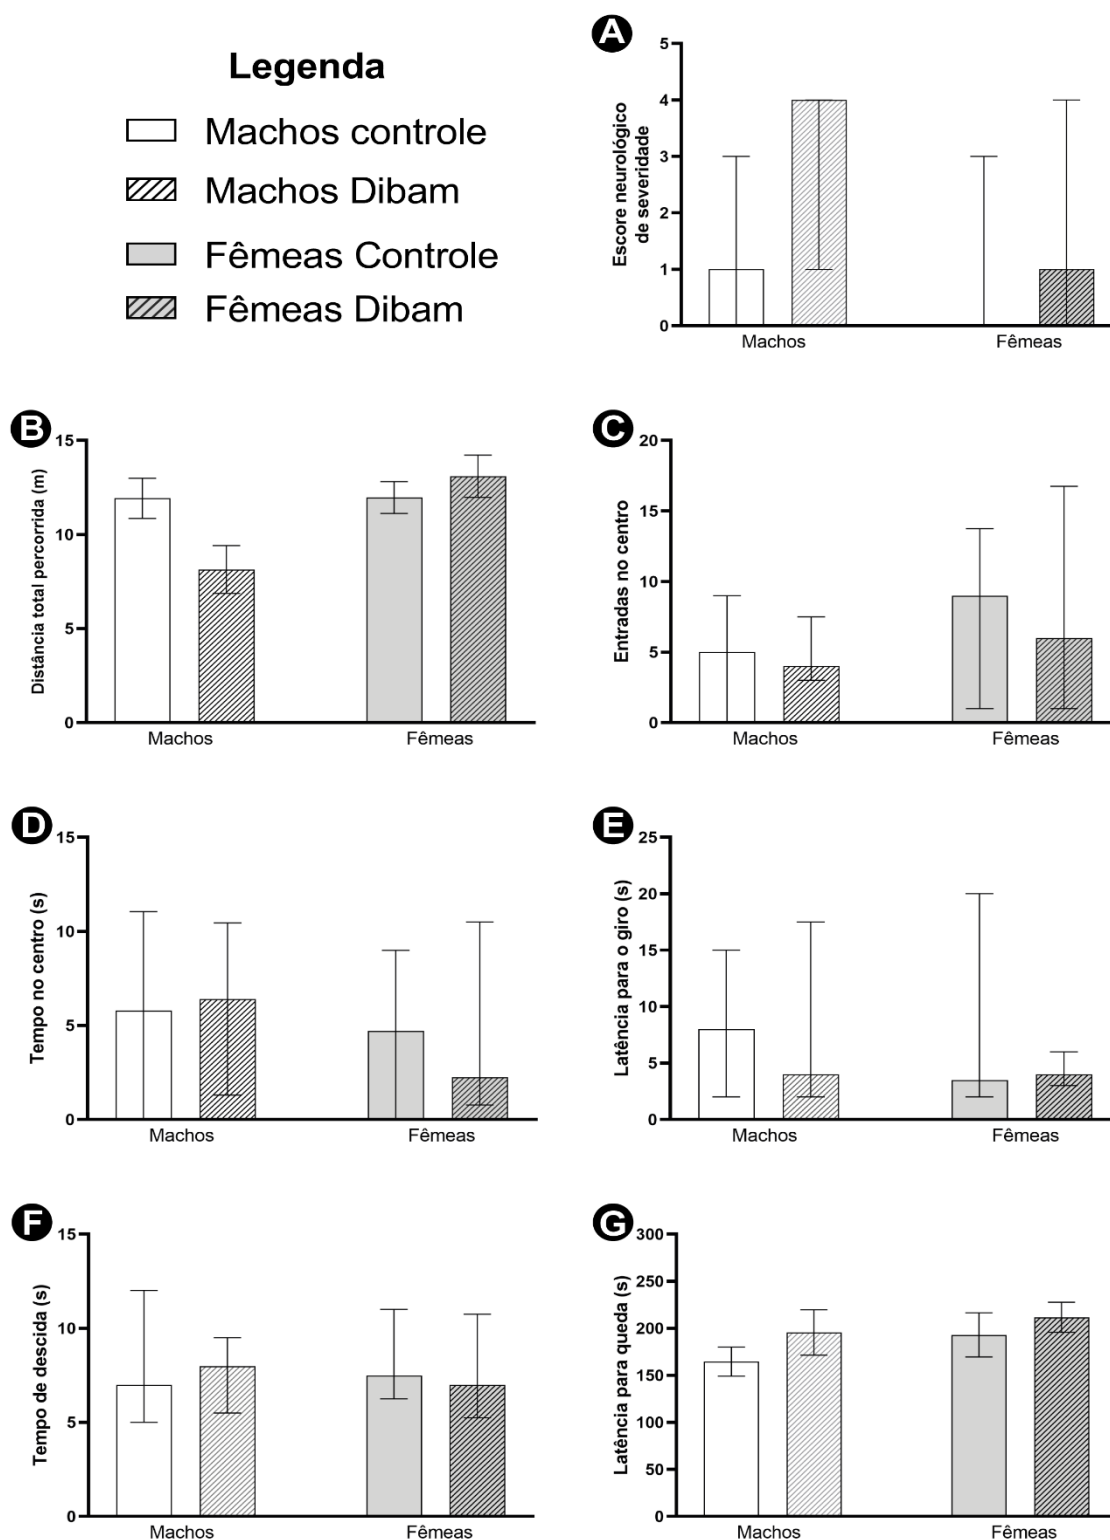 Legenda
Machos controle
Machos Dibam
Fêmeas Controle
Fêmeas Dibam
A
Escore neurológico
de severidade
5
4
3
2
1
0
Machos
Fêmeas
B
Distância total percorrida (m)
15
10
5
0
Machos
Fêmeas
C
Entradas no centro
20
15
10
5
0
Machos
Fêmeas
D
Tempo no centro (s)
15
10
5
0
Machos
Fêmeas
E
Latência para o giro (s)
25
20
15
10
5
0
Machos
Fêmeas
F
Tempo de descida (s)
15
10
5
0
Machos
Fêmeas
G
Latência para queda (s)
300
250
200
150
100
50
0
Machos
Fêmeas